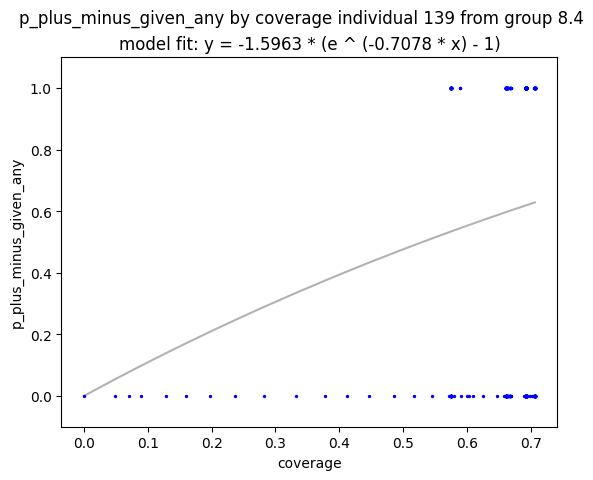 p_plus_minus_given_any by coverage individual 139 from group 8.4
model fit: y = -1.5963 * (e ^ (-0.7078 * x) - 1)
1.0
0.8
0.6
0.4
0.2
0.0
p_plus_minus_given_any
0.0 0.1 0.2 0.3 0.4 0.5 0.6 0.7
coverage